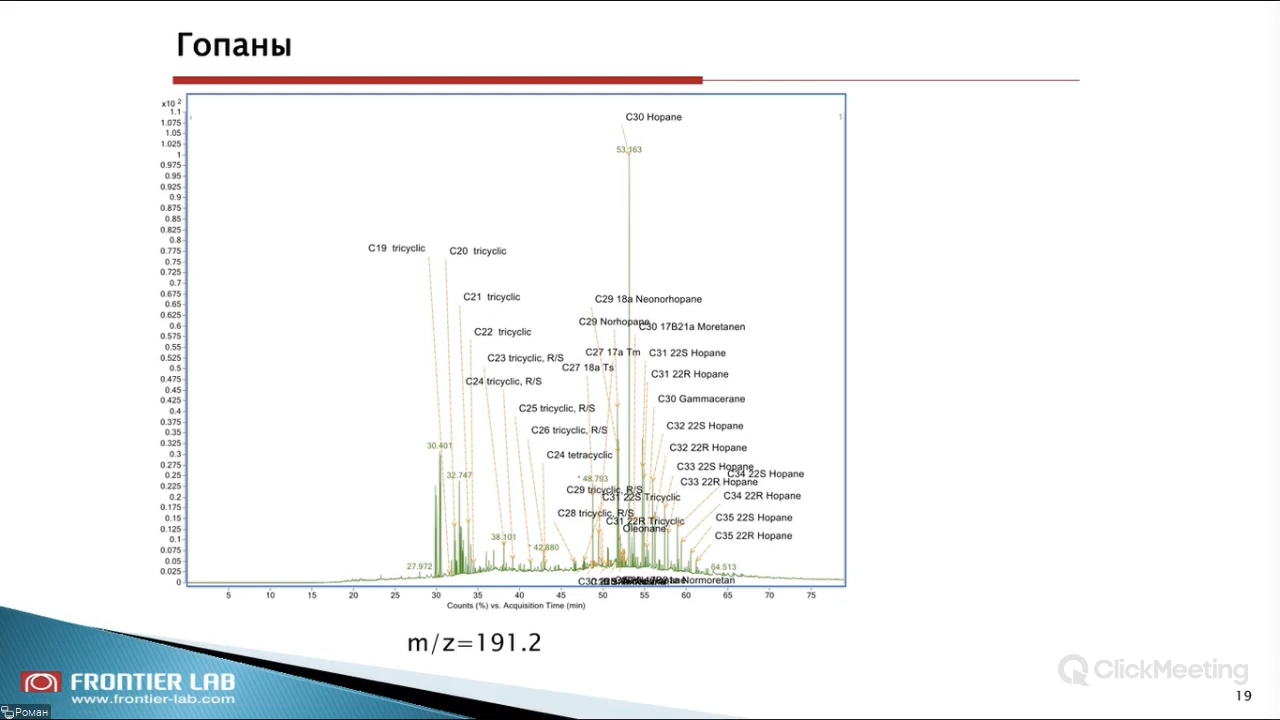 Гопаны
x10 2
1.1
1.075
1.05
1.025
1
0.975
0.95
0.925
0.9
0.875
0.85
0.825
0.8
0.775
0.75
0.725
0.7
0.675
0.65
0.625
0.6
0.575
0.55
0.525
0.5
0.475
0.45
0.425
0.4
0.375
0.35
0.325
0.3
0.275
0.25
0.225
0.2
0.175
0.15
0.125
0.1
0.075
0.05
0.025
0
1
C30 Hopane
53.163
C19 tricyclic
C20 tricyclic
C21 tricyclic
C29 18a Neonorhopane
C29 Norhopane
C30 17B21a Moretanen
C22 tricyclic
C27 17a Tm
C31 22S Hopane
C23 tricyclic, R/S
C27 18a Ts
C31 22R Hopane
C24 tricyclic, R/S
C30 Gammacerane
C25 tricyclic, R/S
C32 22S Hopane
C26 tricyclic, R/S
C32 22R Hopane
30.401
C24 tetracyclic
C33 22S Hopane
C34 22S Hopane
32.747
* 48.793
C33 22R Hopane
C29 tricyclic, R/S
C31 22S Tricyclic
C34 22R Hopane
C28 tricyclic, R/S
C31 22R Tricyclic
C35 22S Hopane
Oleonane
38.101
C35 22R Hopane
* 42.880
27.972
64.513
Normoretan
5 10 15 20 25 30 35 40 45 50 55 60 65 70 75
Counts (%) vs. Acquisition Time (min)
m/z=191.2
FRONTIER LAB
www.frontier-lab.com
ClickMeeting
19
Роман